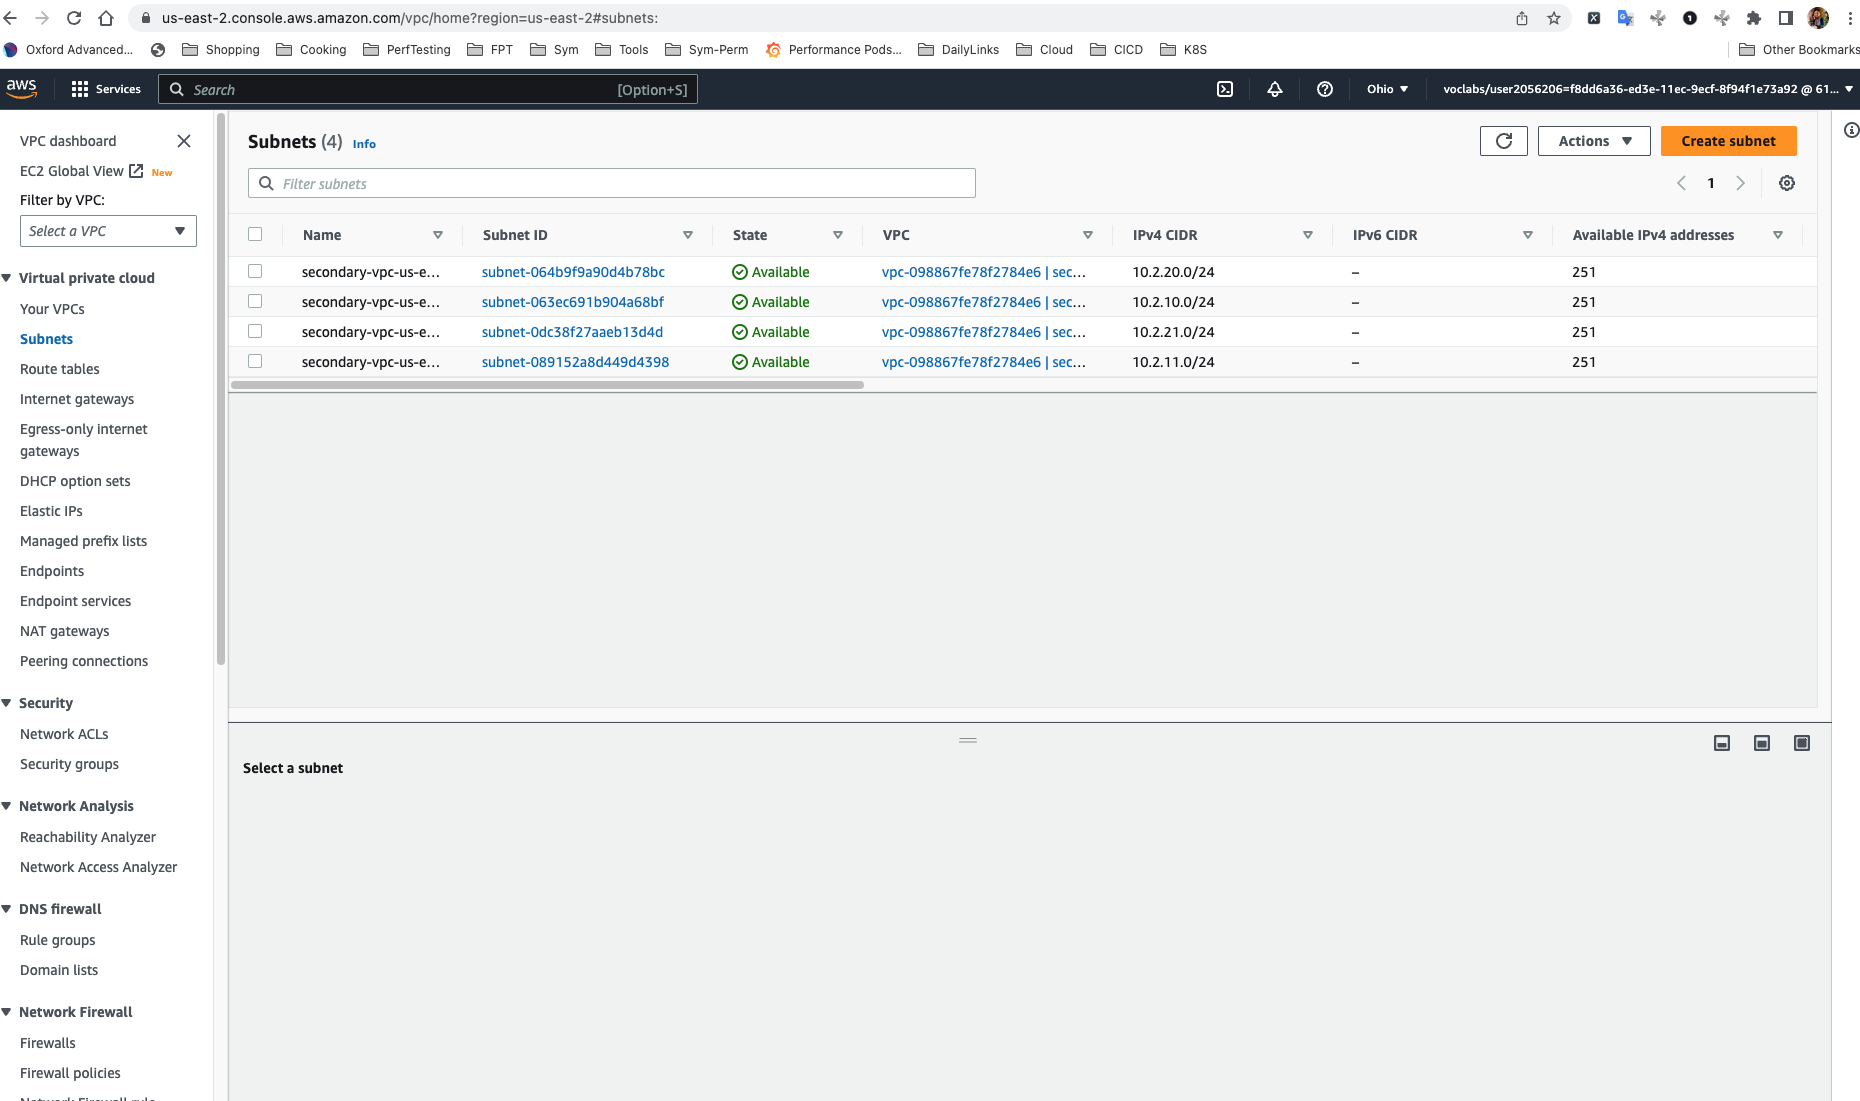 us-east-2.console.aws.amazon.com/vpc/home?region=us-east-2#subnets:
Oxford Advanced... Shopping Cooking PerfTesting FPT Sym Tools Sym-Perm Performance Pods... DailyLinks Cloud CICD K8S Other Bookmarks
aws Services Search [Option+S] Ohio voclabs/user2056206=f8dd6a36-ed3e-11ec-9ecf-8f94f1e73a92 @ 61...
VPC dashboard
EC2 Global View New
Filter by VPC:
Select a VPC
Virtual private cloud
Your VPCs
Subnets
Route tables
Internet gateways
Egress-only internet
gateways
DHCP option sets
Elastic IPs
Managed prefix lists
Endpoints
Endpoint services
NAT gateways
Peering connections
Security
Network ACLs
Security groups
Network Analysis
Reachability Analyzer
Network Access Analyzer
DNS firewall
Rule groups
Domain lists
Network Firewall
Firewalls
Firewall policies
Network Firewall rule
Subnets (4) Info
Actions Create subnet
Filter subnets
1
Name Subnet ID State VPC IPv4 CIDR IPv6 CIDR Available IPv4 addresses
secondary-vpc-us-e... subnet-064b9f9a90d4b78bc Available vpc-098867fe78f2784e6 | sec... 10.2.20.0/24 – 251
secondary-vpc-us-e... subnet-063ec691b904a68bf Available vpc-098867fe78f2784e6 | sec... 10.2.10.0/24 – 251
secondary-vpc-us-e... subnet-0dc38f27aaeb13d4d Available vpc-098867fe78f2784e6 | sec... 10.2.21.0/24 – 251
secondary-vpc-us-e... subnet-089152a8d449d4398 Available vpc-098867fe78f2784e6 | sec... 10.2.11.0/24 – 251
Select a subnet